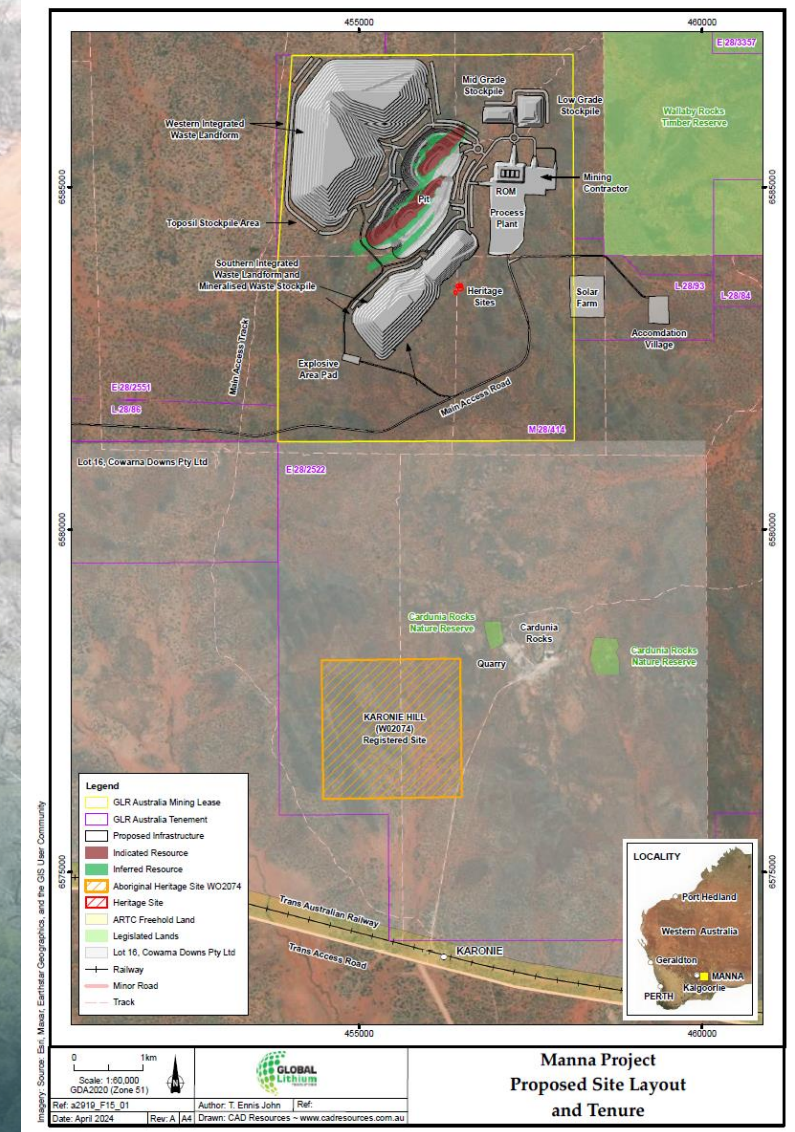 455000
460000
E 28/3357
Mid Grade
Stockpile
Low Grade
Stockpile
Wallaby Rocks
Timber Reserve
Western Integrated
Waste Landform
6585000
6585000
Mining
Contractor
ROM
Pit
Process
Plant
Toposil Stockpile Area
Southern Integrated
Waste Landform and
Mineralised Waste Stockpile
Heritage
Sites
Solar
Farm
L 28/93
L 28/84
Accomdation
Village
Main Access Track
Explosive
Area Pad
E 28/2551
L 28/86
Main Access Road
M 28/414
Lot 16, Cowarna Downs Pty Ltd
E 28/2522
6580000
6580000
Cardunia Rocks
Nature Reserve
Cardunia
Rocks
Cardunia Rocks
Nature Reserve
Quarry
KARONIE HILL
(W02074)
Registered Site
Legend
GLR Australia Mining Lease
GLR Australia Tenement
Proposed Infrastructure
Indicated Resource
Inferred Resource
Aboriginal Heritage Site WO2074
Heritage Site
ARTC Freehold Land
Legislated Lands
Lot 16, Cowarna Downs Pty Ltd
Railway
Minor Road
Track
6575000
6575000
Trans Australian Railway
Trans Access Road
KARONIE
LOCALITY
Port Hedland
Western Australia
Geraldton
MANNA
Kalgoorlie
PERTH
455000
460000
Imagery: Source: Esri, Maxar, Earthstar Geographics, and the GIS User Community
0 1km
Scale: 1:60,000
GDA2020 (Zone 51)
N
GLOBAL
Lithium
Ref: a2919_F15_01
Author: T. Ennis John
Ref:
Date: April 2024
Rev: A
A4
Drawn: CAD Resources ~ www.cadresources.com.au
Manna Project
Proposed Site Layout
and Tenure